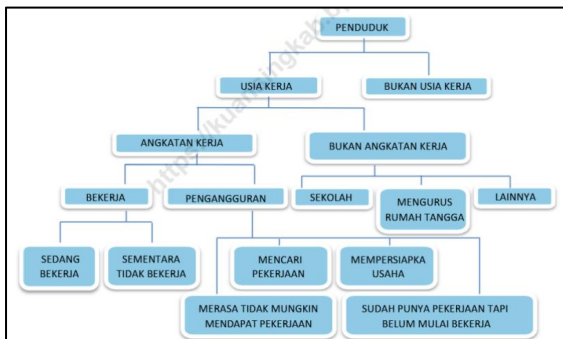 PENDUDUK
USIA KERJA
BUKAN USIA KERJA
ANGKATAN KERJA
BUKAN ANGKATAN KERJA
BEKERJA
PENGANGGURAN
SEKOLAH
MENGURUS
RUMAH TANGGA
LAINNYA
SEDANG
BEKERJA
SEMENTARA
TIDAK BEKERJA
MENCARI
PEKERJAAN
MEMPERSIAPKA
USAHA
MERASA TIDAK MUNGKIN
MENDAPAT PEKERJAAN
SUDAH PUNYA PEKERJAAN TAPI
BELUM MULAI BEKERJA